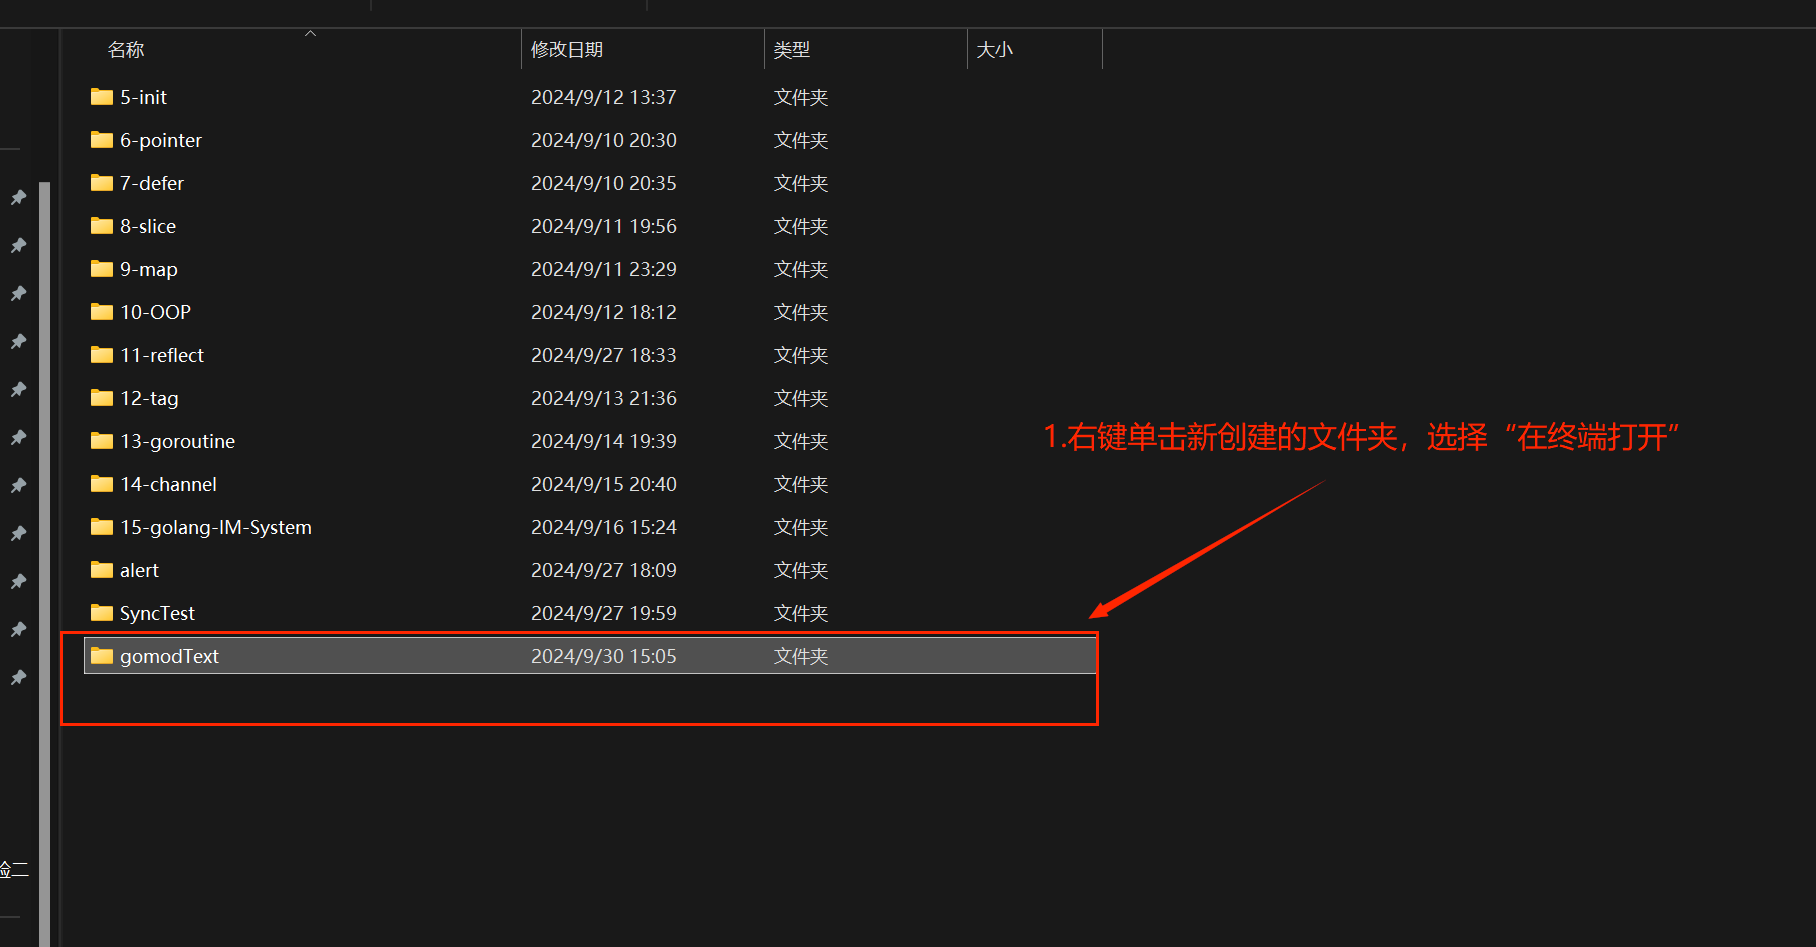 名称 修改日期 类型 大小
5-init 2024/9/12 13:37 文件夹
6-pointer 2024/9/10 20:30 文件夹
7-defer 2024/9/10 20:35 文件夹
8-slice 2024/9/11 19:56 文件夹
9-map 2024/9/11 23:29 文件夹
10-OOP 2024/9/12 18:12 文件夹
11-reflect 2024/9/27 18:33 文件夹
12-tag 2024/9/13 21:36 文件夹
13-goroutine 2024/9/14 19:39 文件夹
1.右键单击新创建的文件夹，选择“在终端打开”
14-channel 2024/9/15 20:40 文件夹
15-golang-IM-System 2024/9/16 15:24 文件夹
alert 2024/9/27 18:09 文件夹
SyncTest 2024/9/27 19:59 文件夹
gomodText 2024/9/30 15:05 文件夹